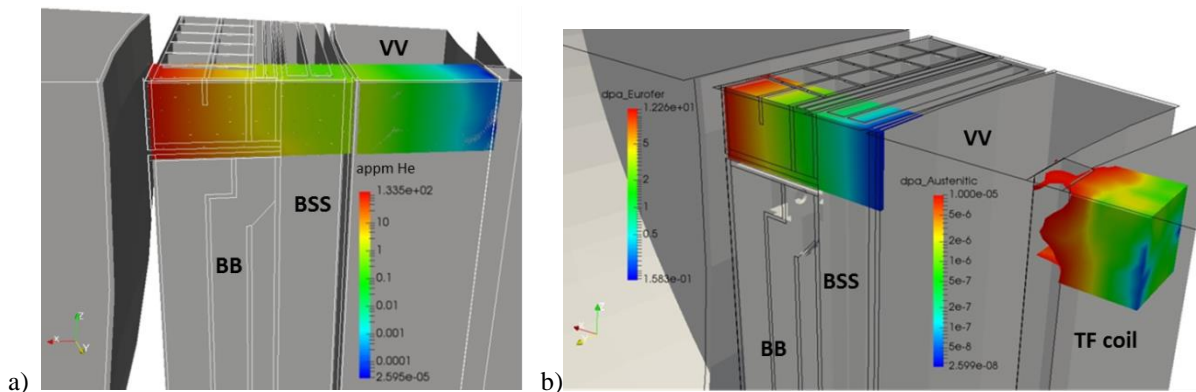 VV
appm He
1.335e+02
10
1
0.1
0.01
0.001
0.0001
2.595e-05
BSS
BB
a)
dpa_Eurofer
1.226e+01
5
2
1
0.5
1.583e-01
VV
dpa_Austenitic
1.000e-05
5e-6
2e-6
1e-6
5e-7
2e-7
1e-7
5e-8
2.599e-08
BSS
BB
TF coil
b)